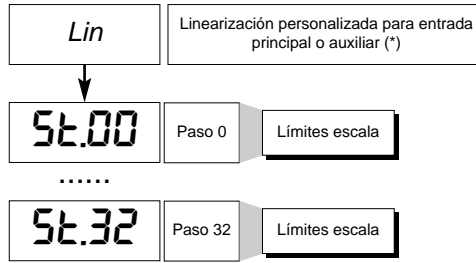 Lin
Linearización personalizada para entrada
principal o auxiliar (*)
St.00
Paso 0
Límites escala
......
St.32
Paso 32
Límites escala